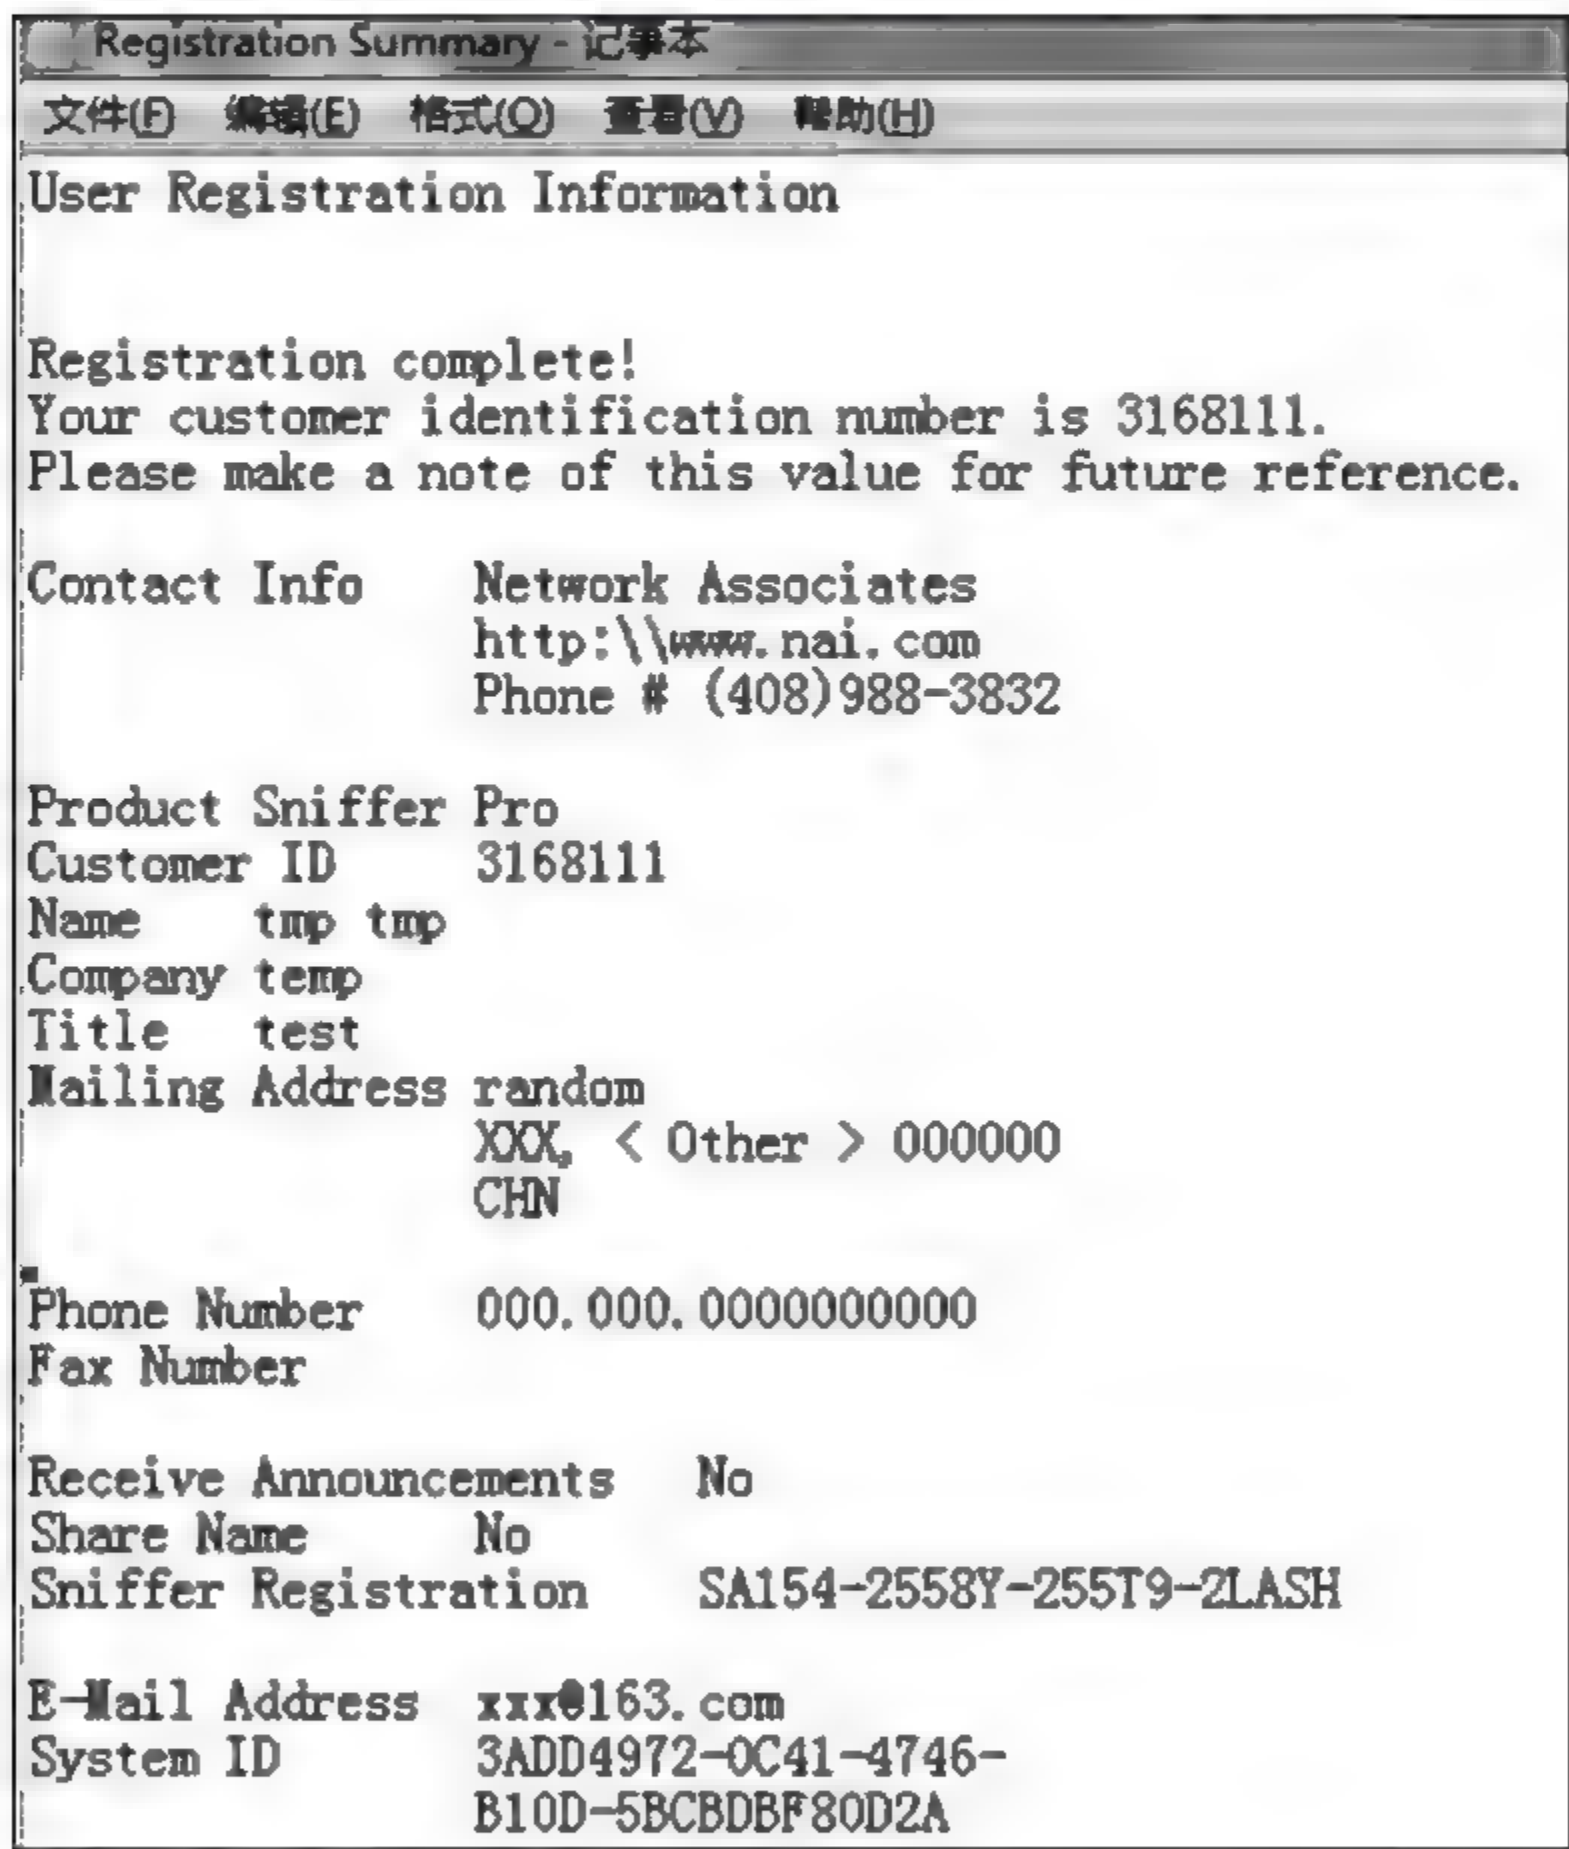 Registration Summary - 记事本
文件(F) 编辑(E) 格式(O) 查看(V) 帮助(H)
User Registration Information
Registration complete!
Your customer identification number is 3168111.
Please make a note of this value for future reference.
Contact Info Network Associates
http:\\www.nai.com
Phone # (408)988-3832
Product Sniffer Pro
Customer ID 3168111
Name tmp tmp
Company temp
Title test
Mailing Address random
XXX, < Other > 000000
CHN
Phone Number 000.000.0000000000
Fax Number
Receive Announcements No
Share Name No
Sniffer Registration SA154-2558Y-255T9-2LASH
E-Mail Address xxx@163.com
System ID 3ADD4972-0C41-4746-
B10D-5BCBDBF80D2A